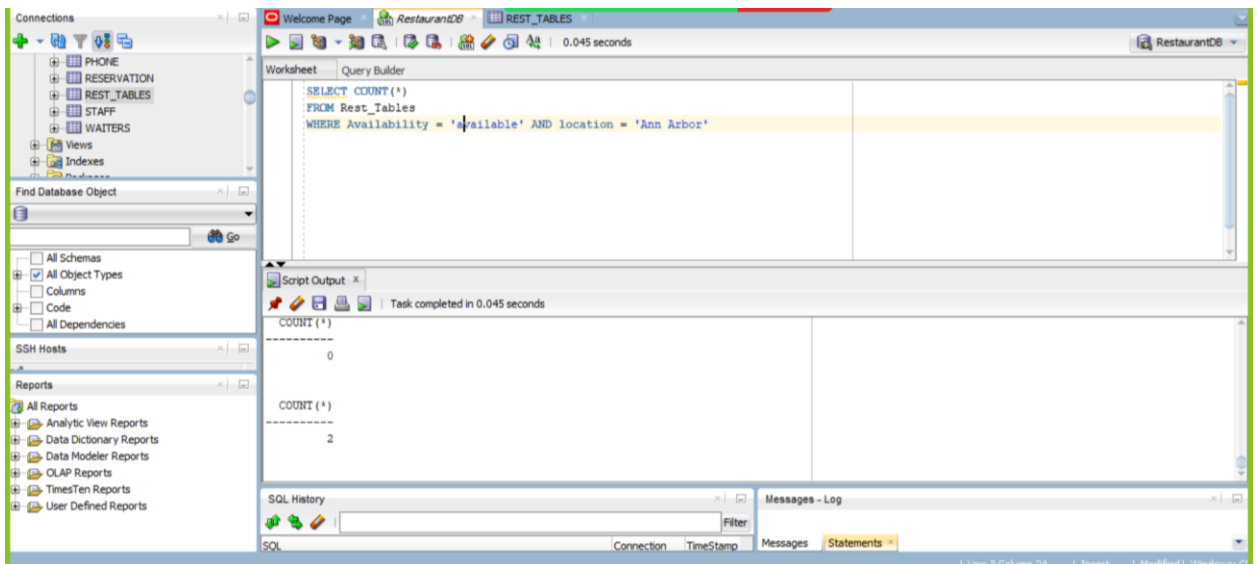 Connections
PHONE
RESERVATION
REST_TABLES
STAFF
WAITERS
Views
Indexes
Find Database Object
Go
All Schemas
All Object Types
Columns
Code
All Dependencies
SSH Hosts
Reports
All Reports
Analytic View Reports
Data Dictionary Reports
Data Modeler Reports
OLAP Reports
TimesTen Reports
User Defined Reports
Welcome Page
RestaurantDB
REST_TABLES
0.045 seconds
RestaurantDB
Worksheet Query Builder
SELECT COUNT(*)
FROM Rest_Tables
WHERE Availability = 'available' AND location = 'Ann Arbor'
Script Output
Task completed in 0.045 seconds
COUNT(*)
----------
0
COUNT(*)
----------
2
SQL History
Filter
SQL Connection TimeStamp
Messages - Log
Messages Statements